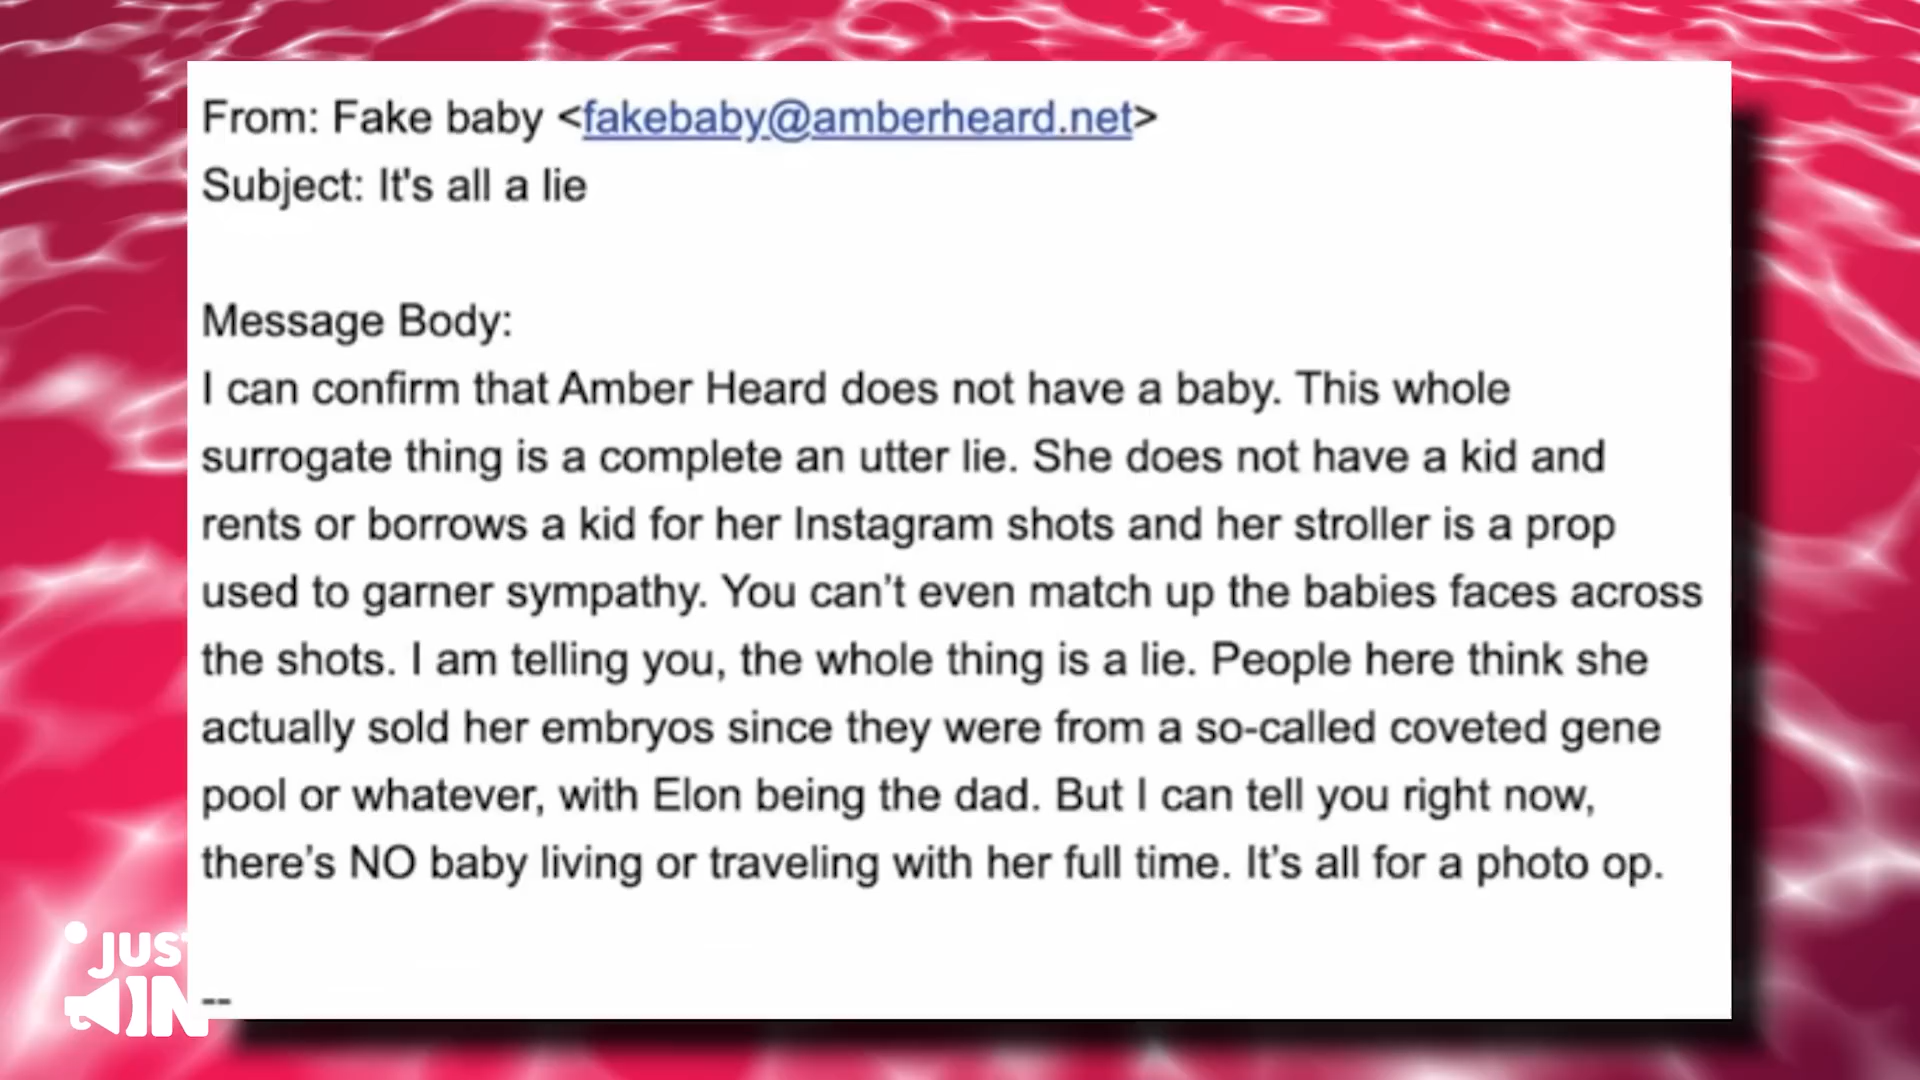 From: Fake baby <fakebaby@amberheard.net>
Subject: It's all a lie
Message Body:
I can confirm that Amber Heard does not have a baby. This whole
surrogate thing is a complete an utter lie. She does not have a kid and
rents or borrows a kid for her Instagram shots and her stroller is a prop
used to garner sympathy. You can’t even match up the babies faces across
the shots. I am telling you, the whole thing is a lie. People here think she
actually sold her embryos since they were from a so-called coveted gene
pool or whatever, with Elon being the dad. But I can tell you right now,
there’s NO baby living or traveling with her full time. It’s all for a photo op.
--
JUST
IN